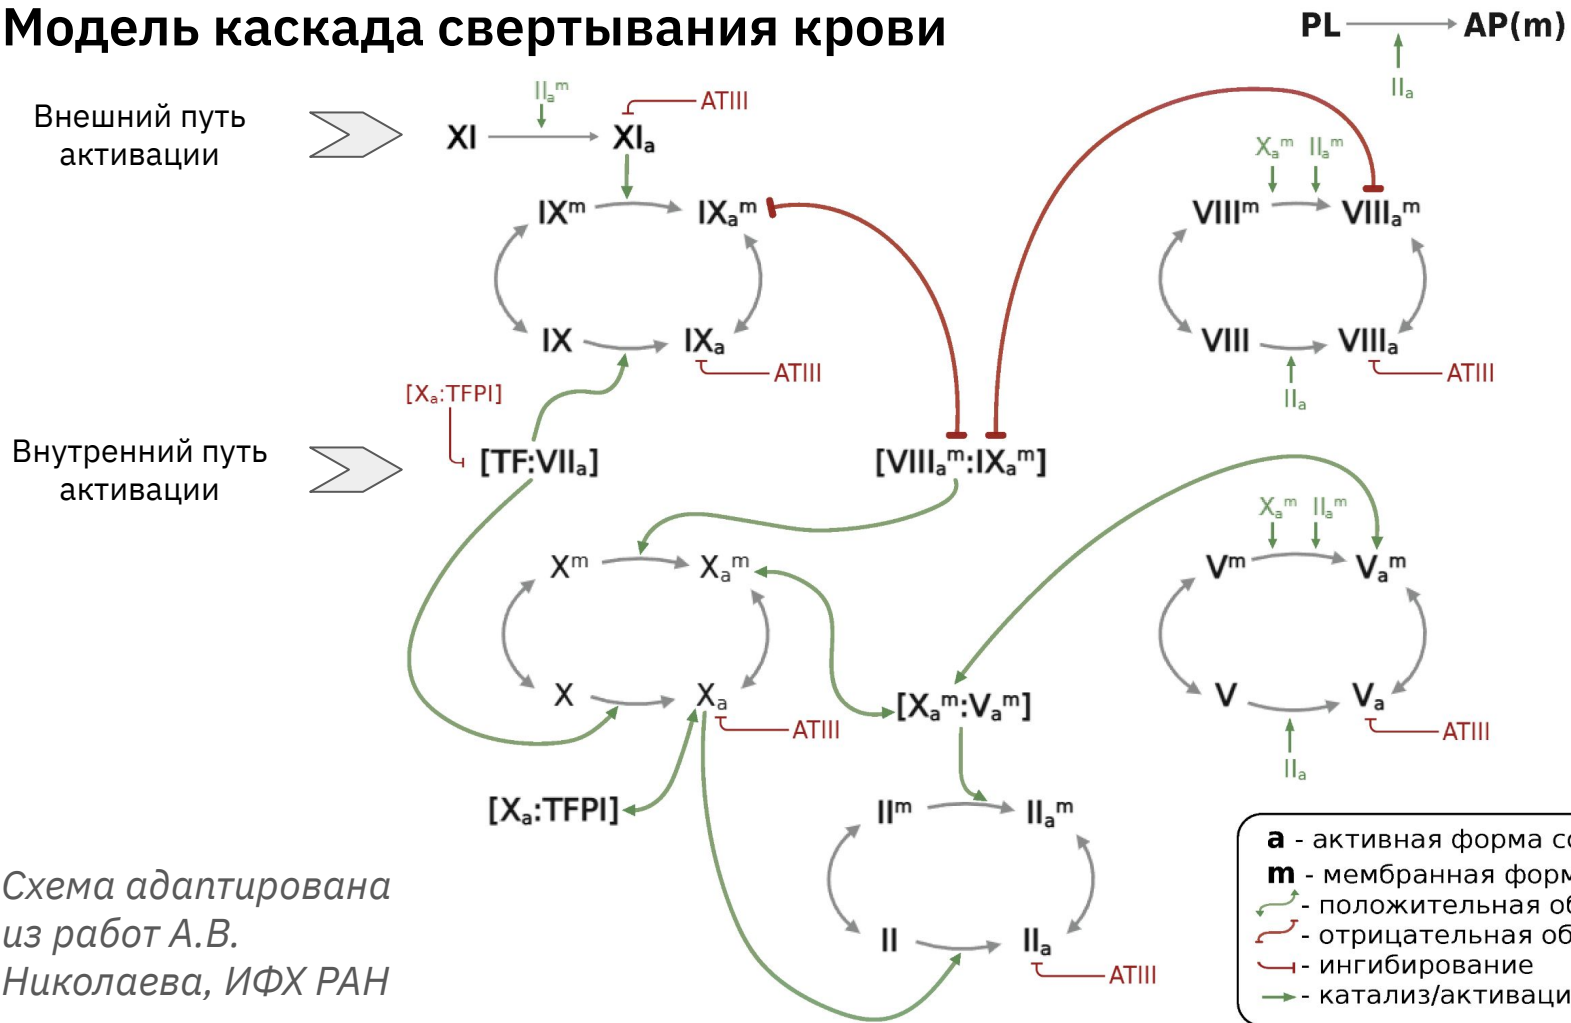 Модель каскада свертывания крови
PL AP(m)
IIₐ
Внешний путь
активации
IIₐᵐ
ATIII
XI XIₐ
Xₐᵐ IIₐᵐ
IXᵐ IXₐᵐ
VIIIᵐ VIIIₐᵐ
IX IXₐ
VIII VIIIₐ
ATIII
ATIII
IIₐ
[Xₐ:TFPI]
Внутренний путь
активации
[TF:VIIₐ]
[VIIIₐᵐ:IXₐᵐ]
Xₐᵐ IIₐᵐ
Xᵐ Xₐᵐ
Vᵐ Vₐᵐ
X Xₐ
[Xₐᵐ:Vₐᵐ]
V Vₐ
ATIII
ATIII
IIₐ
[Xₐ:TFPI]
IIᵐ IIₐᵐ
II IIₐ
ATIII
Схема адаптирована
из работ А.В.
Николаева, ИФХ РАН
a - активная форма
m - мембранная
- положительная
- отрицательная
- ингибирование
- катализ/